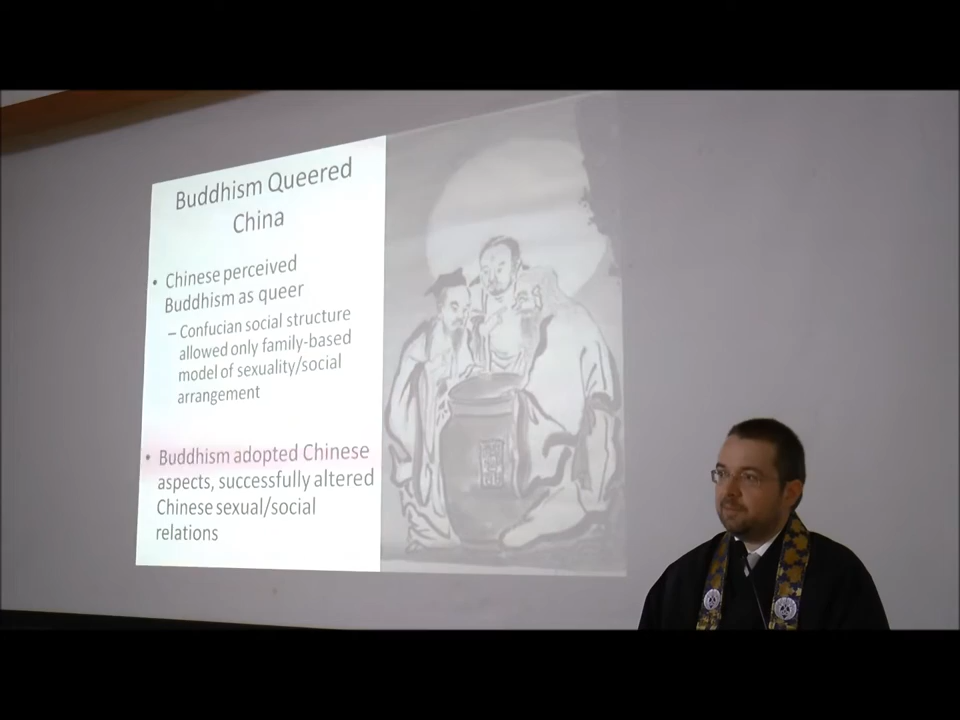 Buddhism Queered
China
• Chinese perceived
Buddhism as queer
– Confucian social structure
allowed only family-based
model of sexuality/social
arrangement
• Buddhism adopted Chinese
aspects, successfully altered
Chinese sexual/social
relations